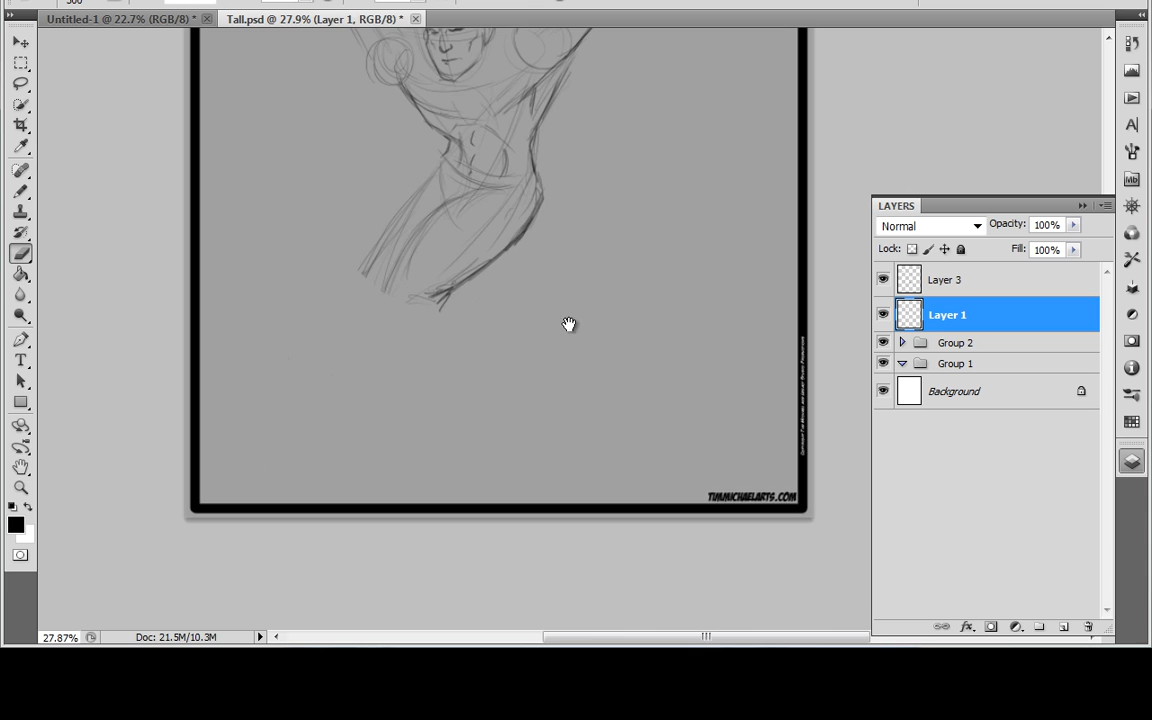 Untitled-1 @ 22.7% (RGB/8) *
Tall.psd @ 27.9% (Layer 1, RGB/8) *
LAYERS
Normal
Opacity: 100%
Lock:
Fill: 100%
Layer 3
Layer 1
Group 2
Group 1
Background
TIMMICHAELARTS.COM
27.87%
Doc: 21.5M/10.3M